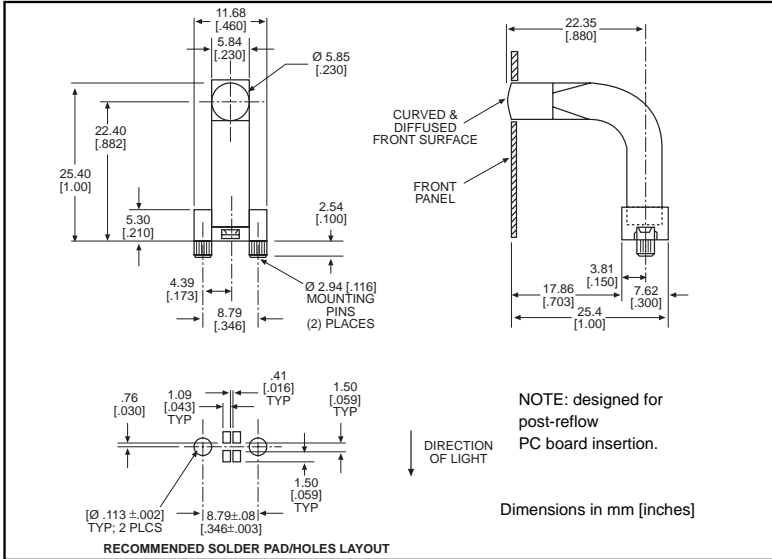 11.68
[.460]
5.84
[.230]
Ø 5.85
[.230]
22.40
[.882]
25.40
[1.00]
5.30
[.210]
2.54
[.100]
4.39
[.173]
8.79
[.346]
Ø 2.94 [.116]
MOUNTING
PINS
(2) PLACES
22.35
[.880]
CURVED &
DIFFUSED
FRONT SURFACE
FRONT
PANEL
3.81
[.150]
17.86
[.703]
7.62
[.300]
25.4
[1.00]
.76
[.030]
1.09
[.043]
TYP
.41
[.016]
TYP
1.50
[.059]
TYP
1.50
[.059]
TYP
[Ø .113 ±.002]
TYP; 2 PLCS
8.79±.08
[.346±.003]
DIRECTION
OF LIGHT
RECOMMENDED SOLDER PAD/HOLES LAYOUT
NOTE: designed for
post-reflow
PC board insertion.
Dimensions in mm [inches]